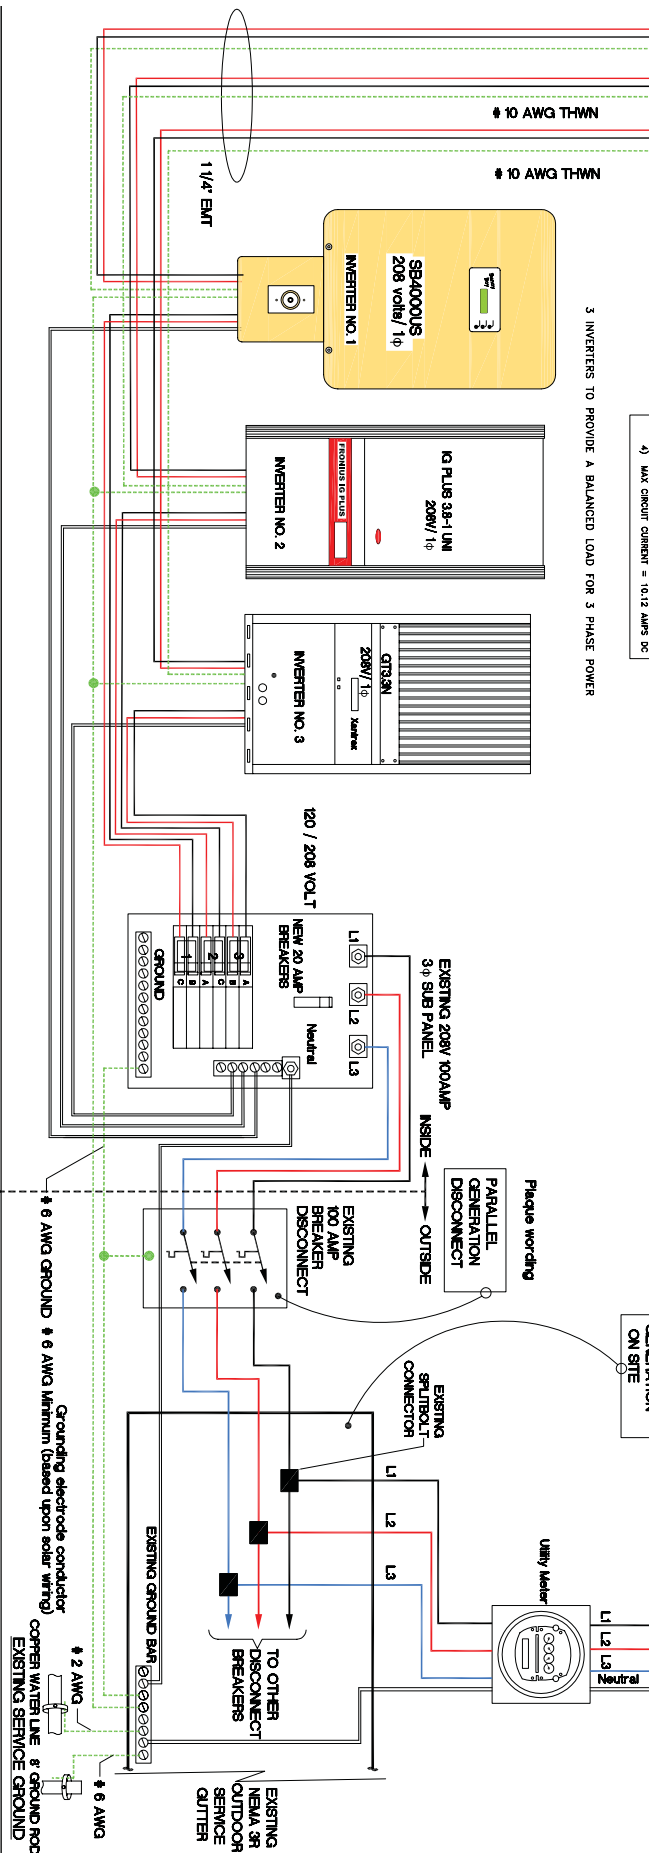 # 10 AWG THWN
# 10 AWG THWN
1 1/4" EMT
SB4000US
208 volts/ 1ϕ
INVERTER NO. 1
3 INVERTERS TO PROVIDE A BALANCED LOAD FOR 3 PHASE POWER
4) MAX CIRCUIT CURRENT = 10.12 AMPS DC
IG PLUS 3.8-1 UNI
208V/ 1ϕ
FRONIUS IG PLUS
INVERTER NO. 2
GT3.3N
208V/ 1ϕ
Xantrex
INVERTER NO. 3
120 / 208 VOLT
NEW 20 AMP
BREAKERS
GROUND
Neutral
1
2
3
C
B
A
C
B
A
L1
L2
L3
EXISTING 208V 100AMP
3ϕ SUB PANEL
INSIDE
OUTSIDE
Plaque wording
PARALLEL
GENERATION
DISCONNECT
EXISTING
100 AMP
BREAKER
DISCONNECT
# 6 AWG GROUND
# 6 AWG Minimum (based upon solar wiring)
Grounding electrode conductor
ON SITE
EXISTING
SPLITBOLT
CONNECTOR
L1
L2
L3
Utility Meter
L1
L2
L3
Neutral
EXISTING GROUND BAR
TO OTHER
DISCONNECT
BREAKERS
EXISTING
NEMA 3R
OUTDOOR
SERVICE
GUTTER
# 2 AWG
# 6 AWG
COPPER WATER LINE
8' GROUND ROD
EXISTING SERVICE GROUND